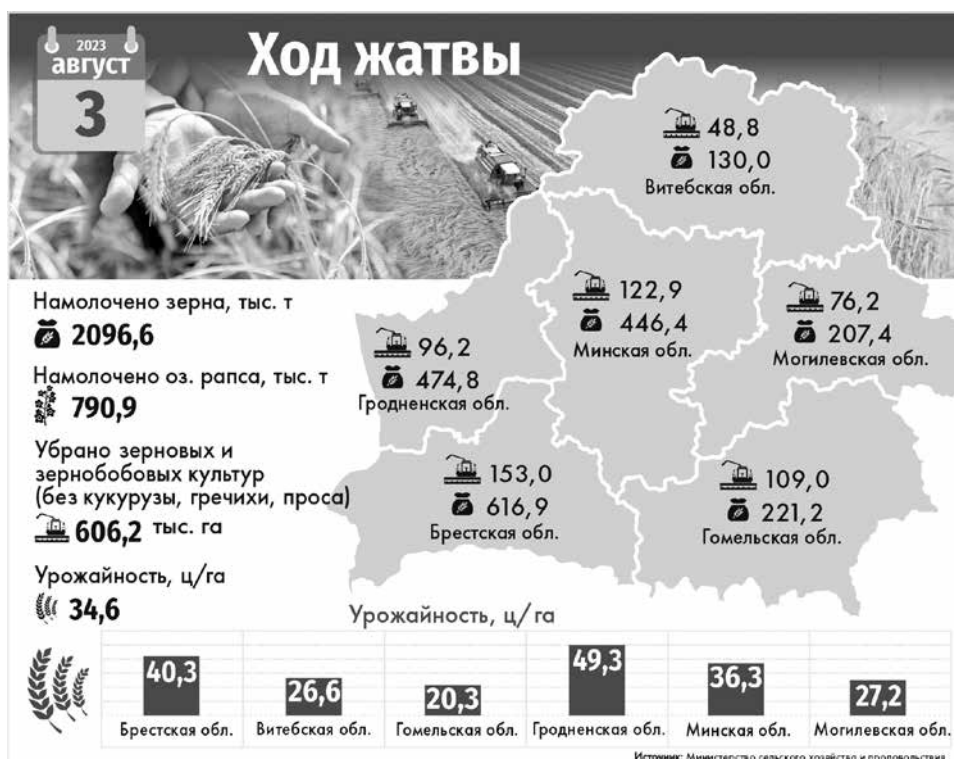 2023
август
3
Ход жатвы
48,8
130,0
Витебская обл.
122,9
446,4
Минская обл.
76,2
207,4
Могилевская обл.
96,2
474,8
Гродненская обл.
153,0
616,9
Брестская обл.
109,0
221,2
Гомельская обл.
Намолочено зерна, тыс. т
2096,6
Намолочено оз. рапса, тыс. т
790,9
Убрано зерновых и
зернобобовых культур
(без кукурузы, гречихи, проса)
606,2 тыс. га
Урожайность, ц/га
34,6
Урожайность, ц/га
40,3
26,6
20,3
49,3
36,3
27,2
Брестская обл.
Витебская обл.
Гомельская обл.
Гродненская обл.
Минская обл.
Могилевская обл.
Источник: Министерство сельского хозяйства и продовольствия